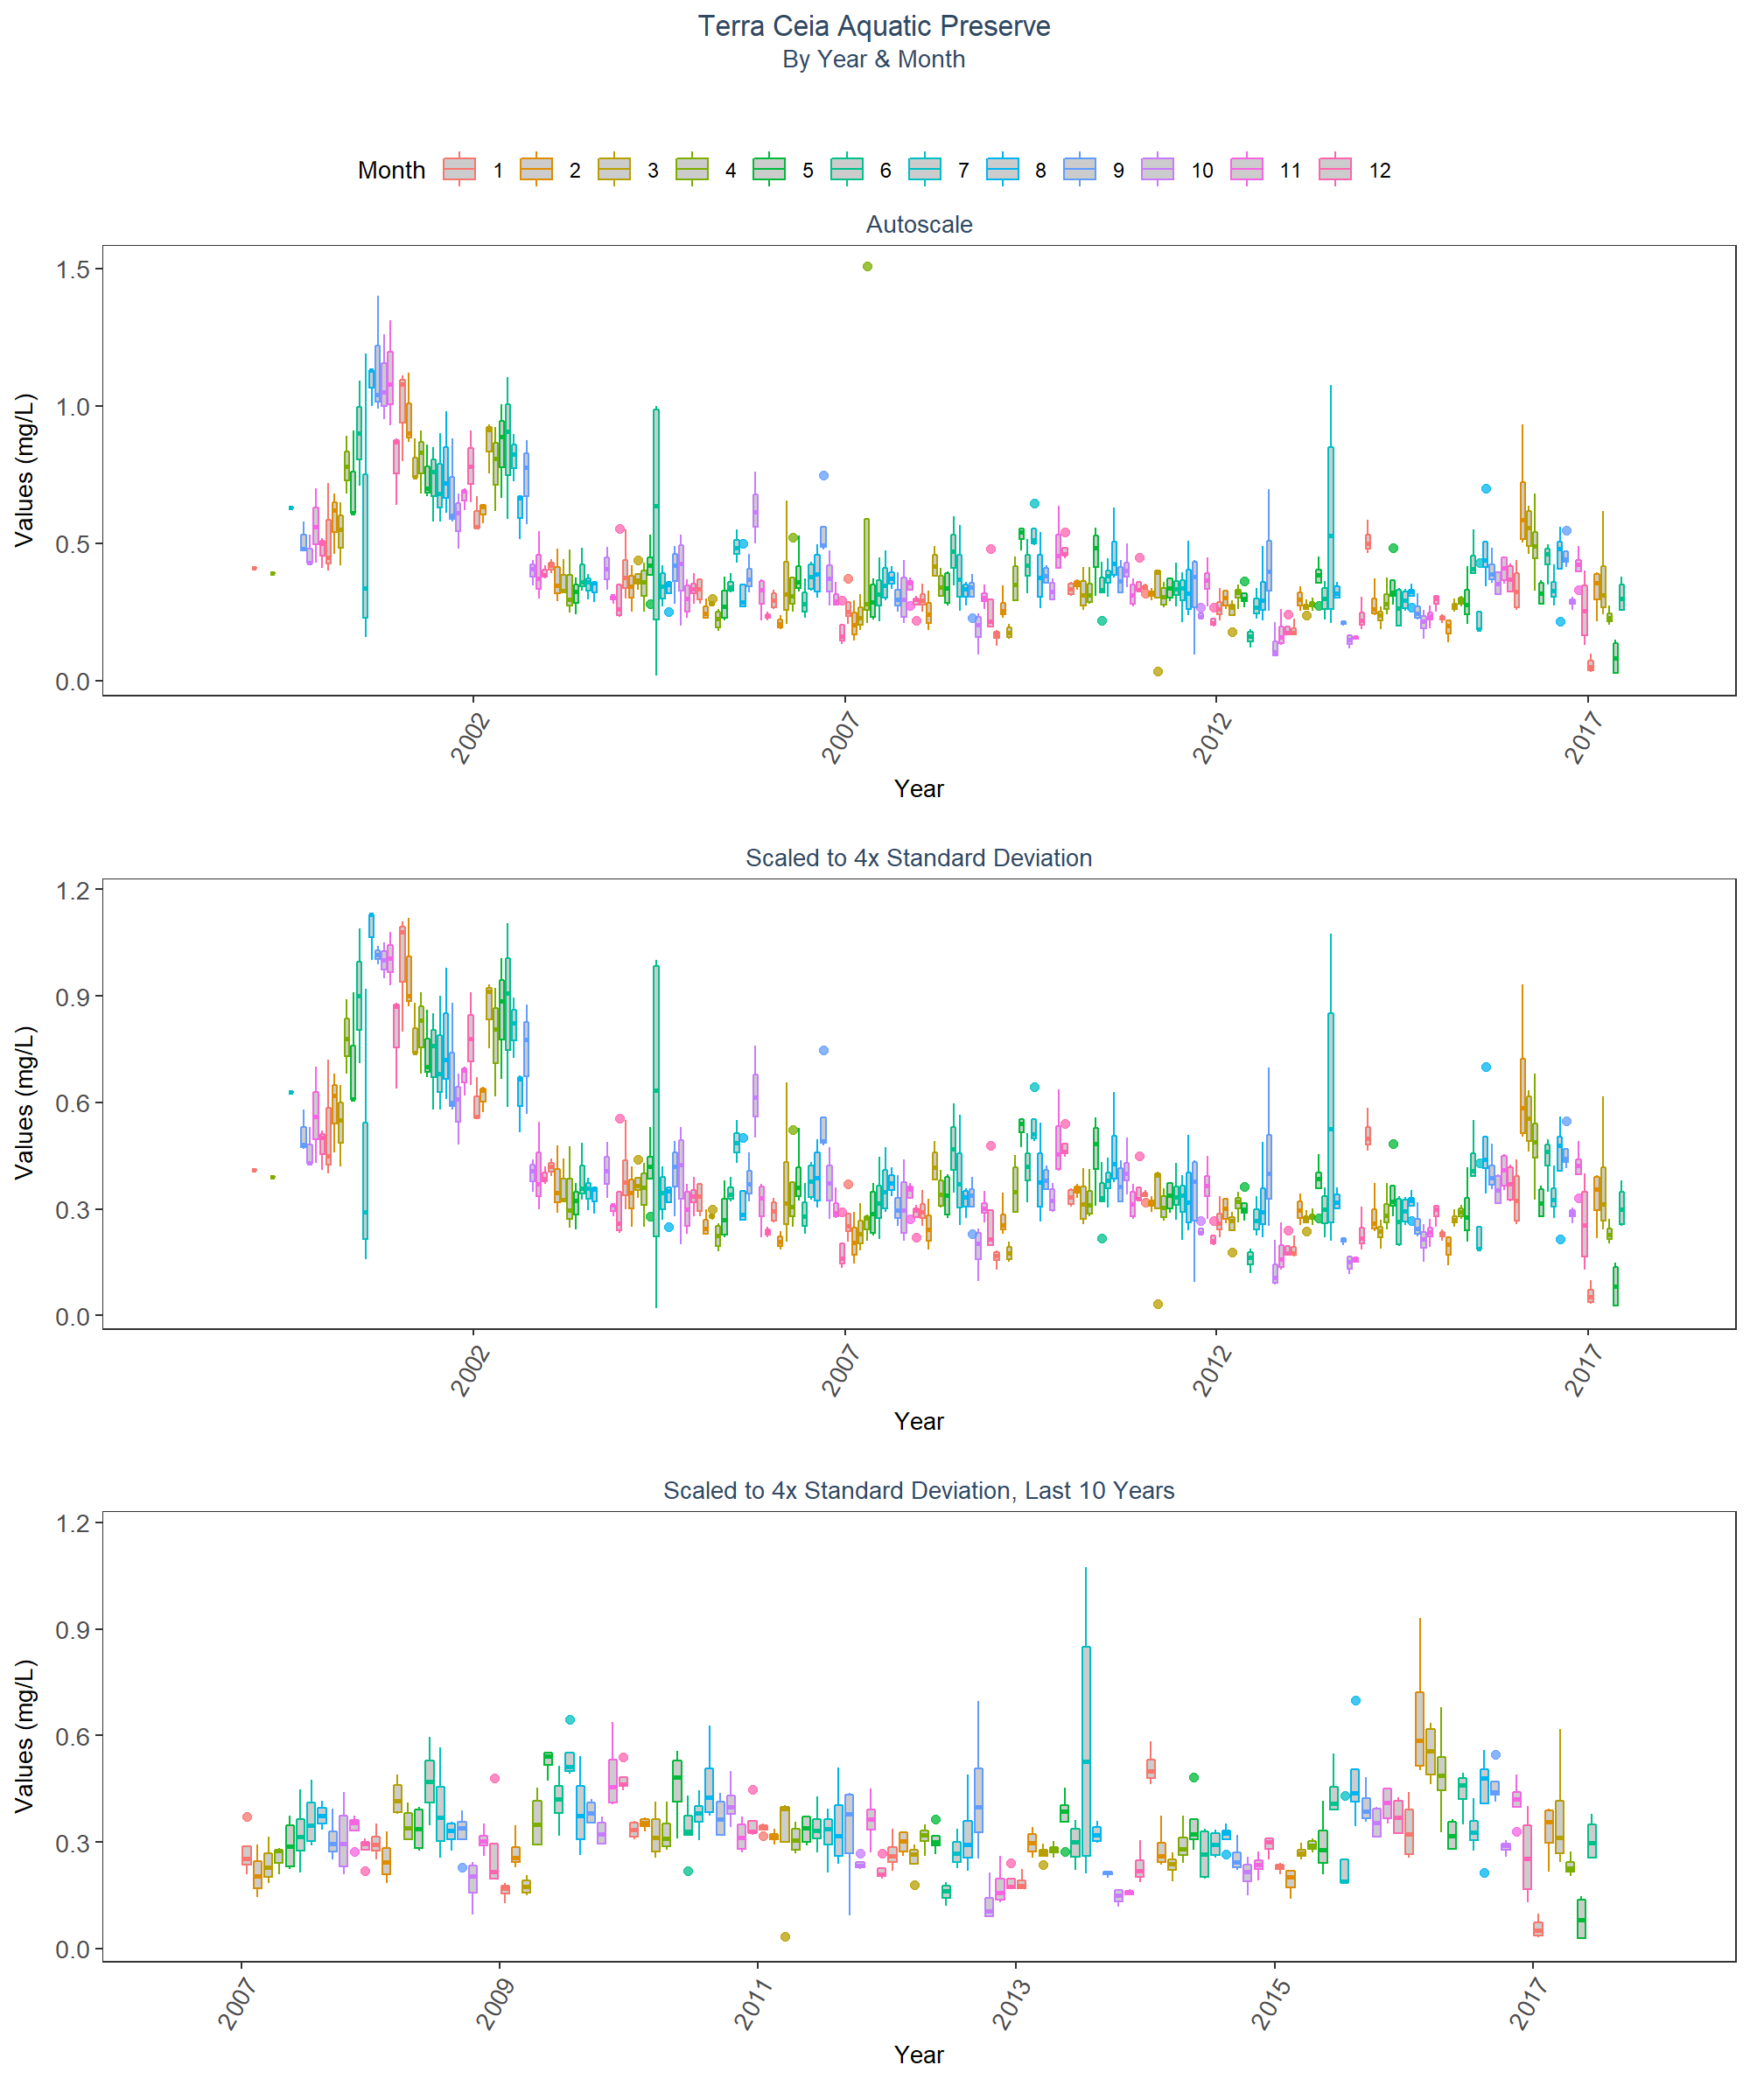 Terra Ceia Aquatic Preserve
By Year & Month
Month 1 2 3 4 5 6 7 8 9 10 11 12
Autoscale
Values (mg/L)
1.5
1.0
0.5
0.0
2002 2007 2012 2017
Year
Scaled to 4x Standard Deviation
Values (mg/L)
1.2
0.9
0.6
0.3
0.0
2002 2007 2012 2017
Year
Scaled to 4x Standard Deviation, Last 10 Years
Values (mg/L)
1.2
0.9
0.6
0.3
0.0
2007 2009 2011 2013 2015 2017
Year